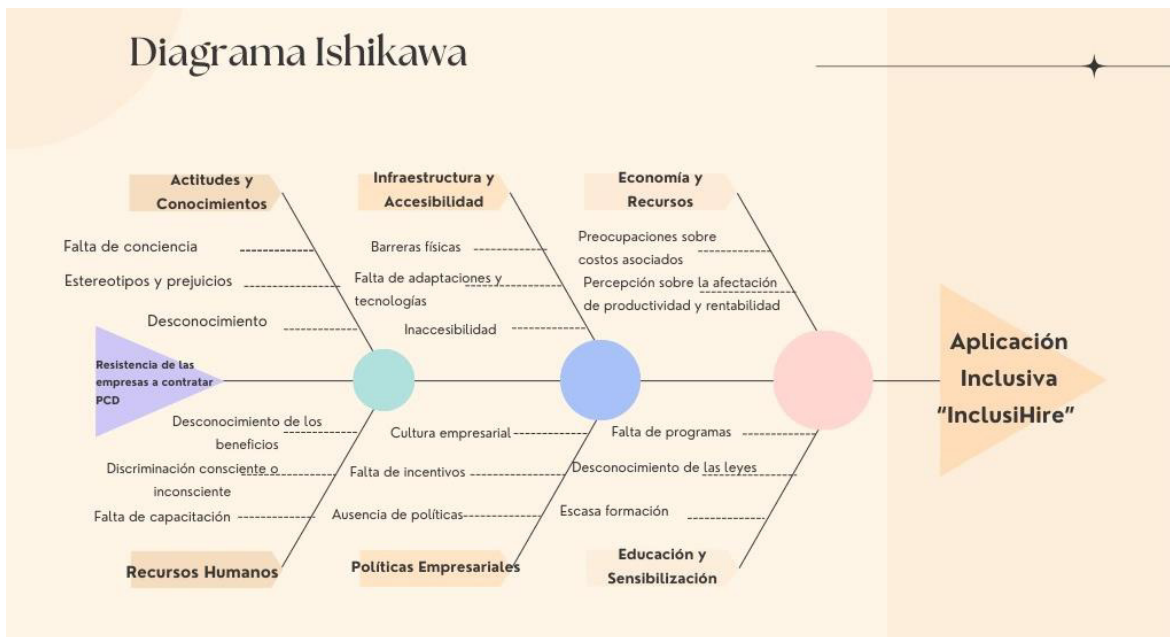 Diagrama Ishikawa
Actitudes y
Conocimientos
Falta de conciencia
Estereotipos y prejuicios
Desconocimiento
Infraestructura y
Accesibilidad
Barreras físicas
Falta de adaptaciones y
tecnologías
Inaccesibilidad
Economía y
Recursos
Preocupaciones sobre
costos asociados
Percepción sobre la afectación
de productividad y rentabilidad
Resistencia de las
empresas a contratar
PCD
Aplicación
Inclusiva
"InclusiHire"
Desconocimiento de los
beneficios
Discriminación consciente o
inconsciente
Falta de capacitación
Recursos Humanos
Cultura empresarial
Falta de incentivos
Ausencia de políticas
Políticas Empresariales
Falta de programas
Desconocimiento de las leyes
Escasa formación
Educación y
Sensibilización